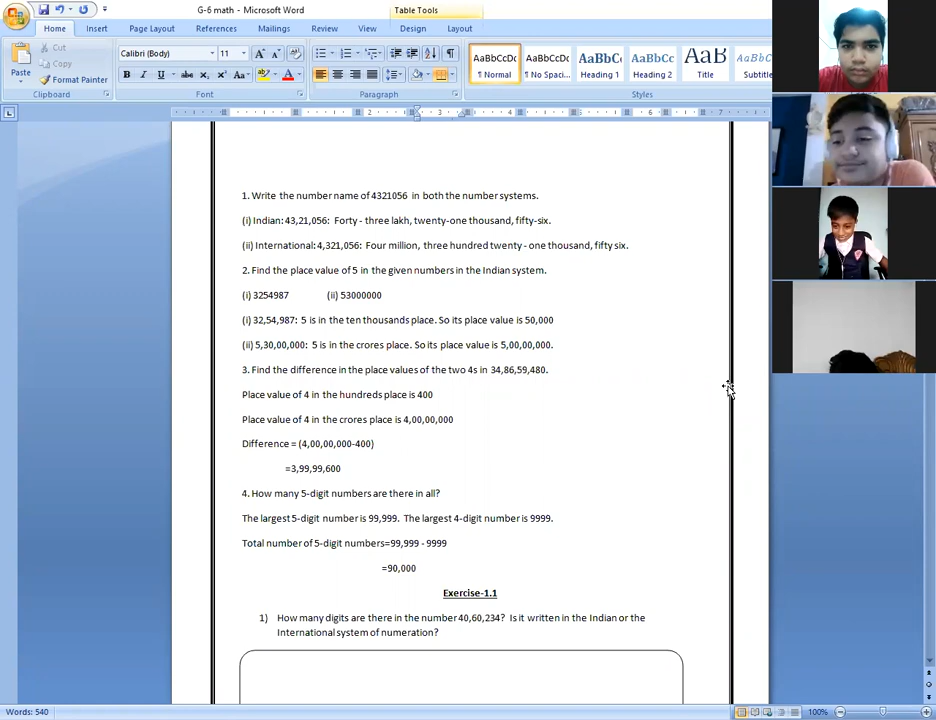 G-6 math - Microsoft Word
Table Tools
Home Insert Page Layout References Mailings Review View Design Layout
Paste
Cut
Copy
Format Painter
Clipboard
Calibri (Body) 11
Font
Paragraph
AaBbCcDc AaBbCcDc AaBbCc AaBbCc AaB AaBbCc
¶ Normal ¶ No Spaci... Heading 1 Heading 2 Title Subtitle
Styles
2 3 4 5 6 7
1. Write the number name of 4321056 in both the number systems.
(i) Indian: 43,21,056: Forty - three lakh, twenty-one thousand, fifty-six.
(ii) International: 4,321,056: Four million, three hundred twenty - one thousand, fifty six.
2. Find the place value of 5 in the given numbers in the Indian system.
(i) 3254987 (ii) 53000000
(i) 32,54,987: 5 is in the ten thousands place. So its place value is 50,000
(ii) 5,30,00,000: 5 is in the crores place. So its place value is 5,00,00,000.
3. Find the difference in the place values of the two 4s in 34,86,59,480.
Place value of 4 in the hundreds place is 400
Place value of 4 in the crores place is 4,00,00,000
Difference = (4,00,00,000-400)
=3,99,99,600
4. How many 5-digit numbers are there in all?
The largest 5-digit number is 99,999. The largest 4-digit number is 9999.
Total number of 5-digit numbers=99,999 - 9999
=90,000
Exercise-1.1
1) How many digits are there in the number 40,60,234? Is it written in the Indian or the
International system of numeration?
Words: 540
100%